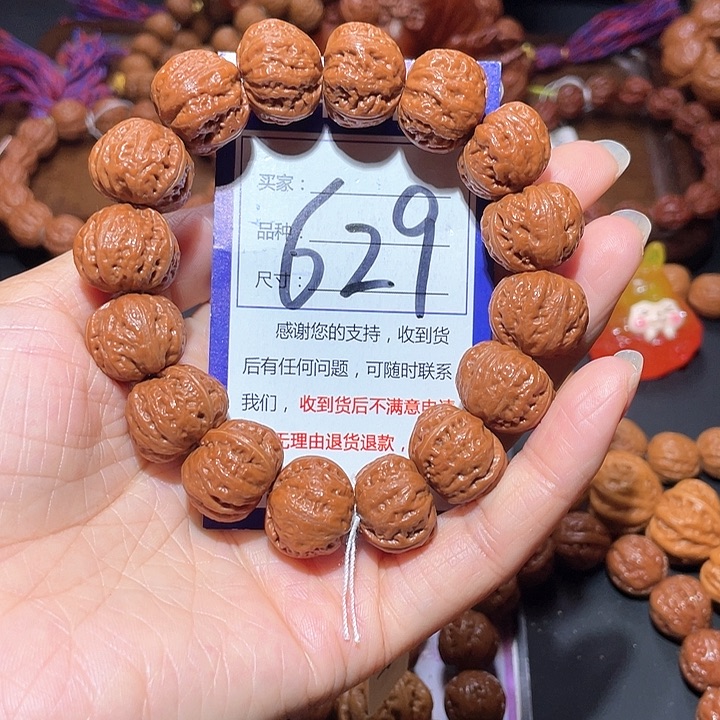 买家：
品种：
尺寸：
629
感谢您的支持，收到货
后有任何问题，可随时联系
我们，收到货后不满意申请
无理由退货退款，